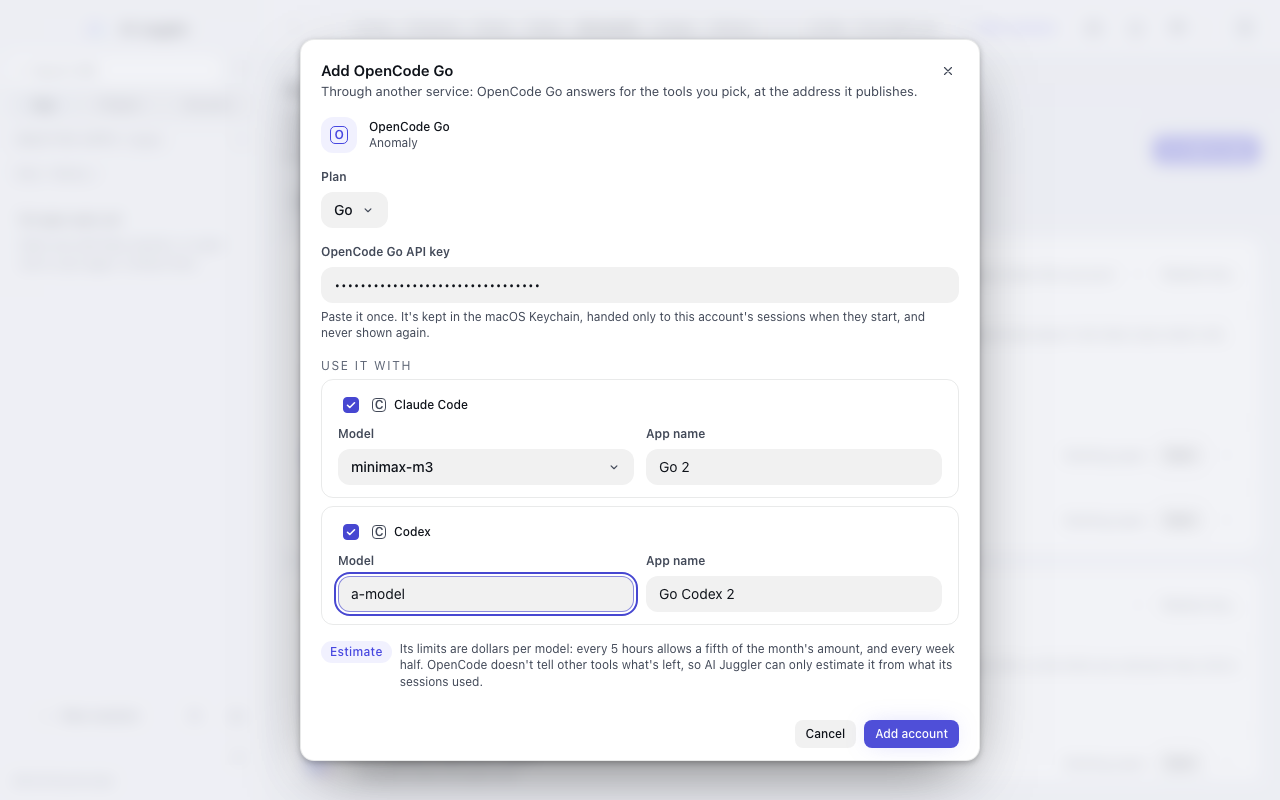 Add OpenCode Go
Through another service: OpenCode Go answers for the tools you pick, at the address it publishes.
O
OpenCode Go
Anomaly
Plan
Go
OpenCode Go API key
••••••••••••••••••••••••••••••••
Paste it once. It's kept in the macOS Keychain, handed only to this account's sessions when they start, and
never shown again.
USE IT WITH
C Claude Code
Model App name
minimax-m3 Go 2
C Codex
Model App name
a-model Go Codex 2
Estimate Its limits are dollars per model: every 5 hours allows a fifth of the month's amount, and every week
half. OpenCode doesn't tell other tools what's left, so AI Juggler can only estimate it from what its
sessions used.
Cancel Add account